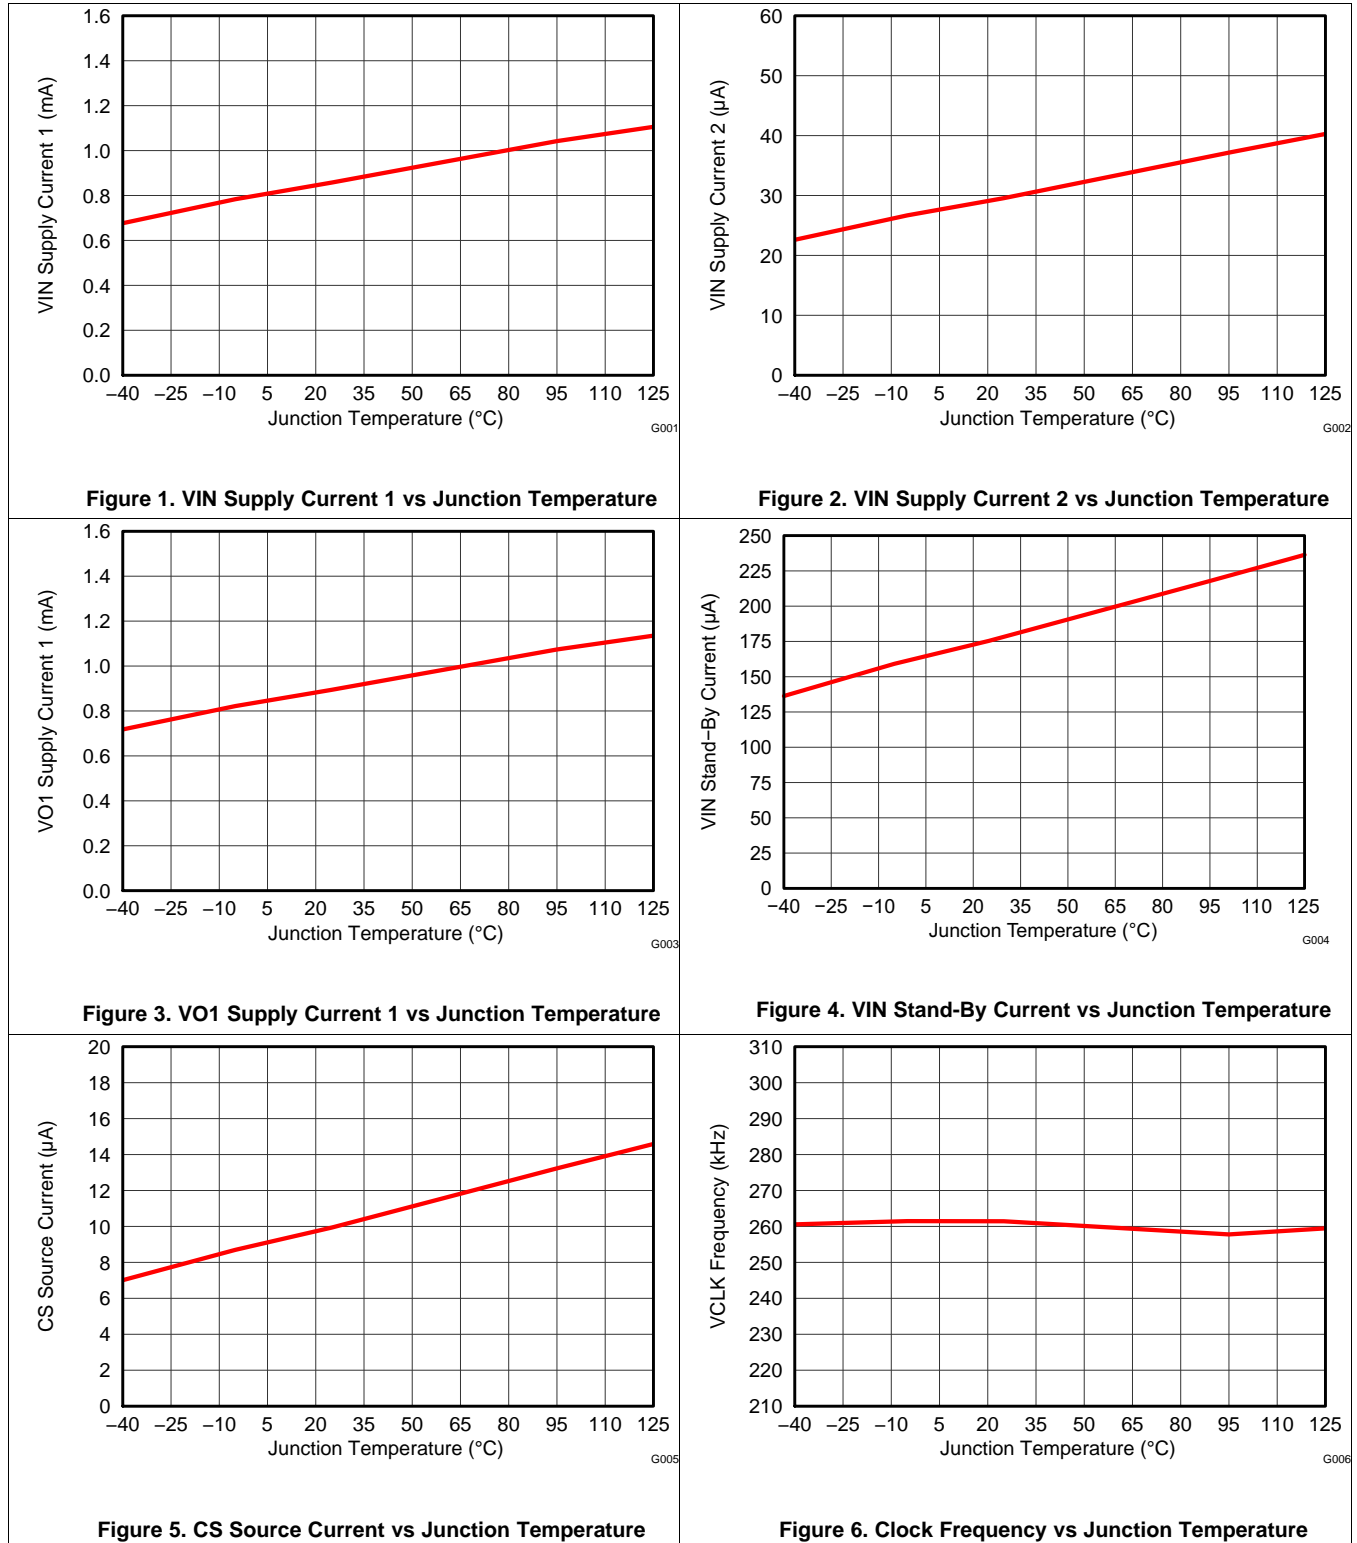 1.6
1.4
1.2
1.0
0.8
0.6
0.4
0.2
0.0
VIN Supply Current 1 (mA)
−40 −25 −10 5 20 35 50 65 80 95 110 125
Junction Temperature (°C)
G001
Figure 1. VIN Supply Current 1 vs Junction Temperature
60
50
40
30
20
10
0
VIN Supply Current 2 (µA)
−40 −25 −10 5 20 35 50 65 80 95 110 125
Junction Temperature (°C)
G002
Figure 2. VIN Supply Current 2 vs Junction Temperature
1.6
1.4
1.2
1.0
0.8
0.6
0.4
0.2
0.0
VO1 Supply Current 1 (mA)
−40 −25 −10 5 20 35 50 65 80 95 110 125
Junction Temperature (°C)
G003
Figure 3. VO1 Supply Current 1 vs Junction Temperature
250
225
200
175
150
125
100
75
50
25
0
VIN Stand−By Current (µA)
−40 −25 −10 5 20 35 50 65 80 95 110 125
Junction Temperature (°C)
G004
Figure 4. VIN Stand-By Current vs Junction Temperature
20
18
16
14
12
10
8
6
4
2
0
CS Source Current (µA)
−40 −25 −10 5 20 35 50 65 80 95 110 125
Junction Temperature (°C)
G005
Figure 5. CS Source Current vs Junction Temperature
310
300
290
280
270
260
250
240
230
220
210
VCLK Frequency (kHz)
−40 −25 −10 5 20 35 50 65 80 95 110 125
Junction Temperature (°C)
G006
Figure 6. Clock Frequency vs Junction Temperature